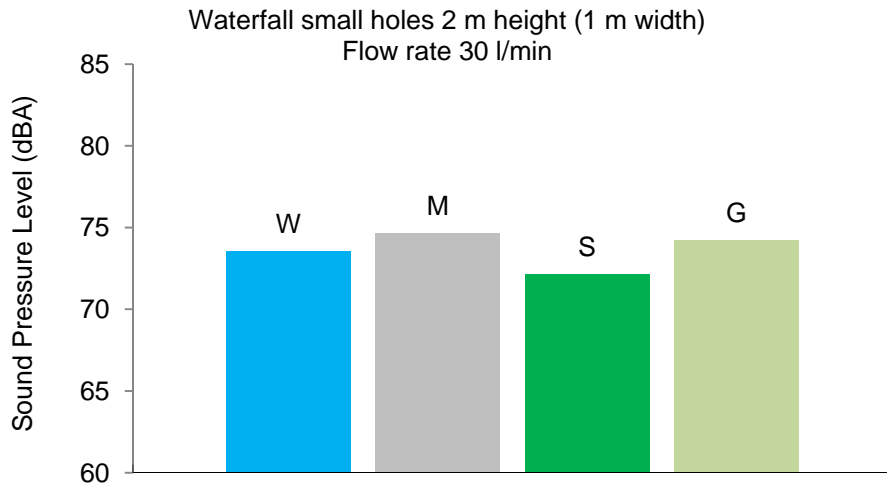 Waterfall small holes 2 m height (1 m width)
Flow rate 30 l/min
Sound Pressure Level (dBA)
85
80
75
70
65
60
W
M
S
G